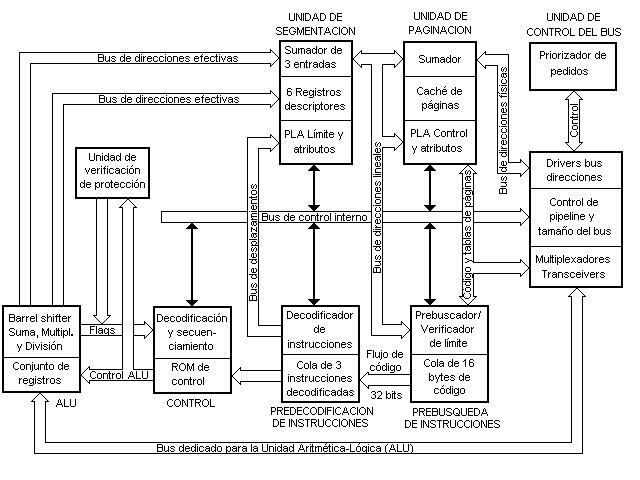 UNIDAD DE
SEGMENTACION
UNIDAD DE
PAGINACION
UNIDAD DE
CONTROL DEL BUS
Bus de direcciones efectivas
Sumador de
3 entradas
Sumador
Priorizador de
pedidos
Bus de direcciones efectivas
6 Registros
descriptores
Caché de
páginas
Bus de direcciones físicas
Control
PLA Límite y
atributos
PLA Control y
atributos
Unidad de
verificación
de protección
Drivers bus
direcciones
Bus de desplazamientos
Bus de direcciones lineales
Código y tablas de páginas
Bus de control interno
Control de
pipeline y
tamaño del bus
Multiplexadores
Transceivers
Barrel shifter
Suma, Multipl.
y División
Flags
Decodificación
y secuen-
ciamiento
Decodificador
de
instrucciones
Prebuscador/
Verificador
de límite
Flujo de
código
Conjunto de
registros
Control ALU
ROM de
control
Cola de 3
instrucciones
decodificadas
Cola de 16
bytes de
código
32 bits
ALU
CONTROL
PREDECODIFICACION
DE INSTRUCCIONES
PREBUSQUEDA
DE INSTRUCCIONES
Bus dedicado para la Unidad Aritmética-Lógica (ALU)